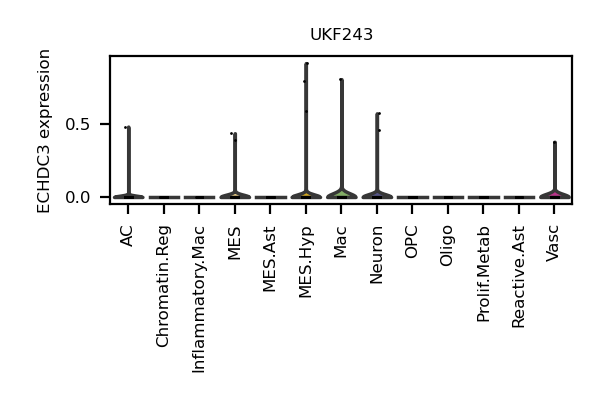 UKF243
ECHDC3 expression
0.5
0.0
AC
Chromatin.Reg
Inflammatory.Mac
MES
MES.Ast
MES.Hyp
Mac
Neuron
OPC
Oligo
Prolif.Metab
Reactive.Ast
Vasc